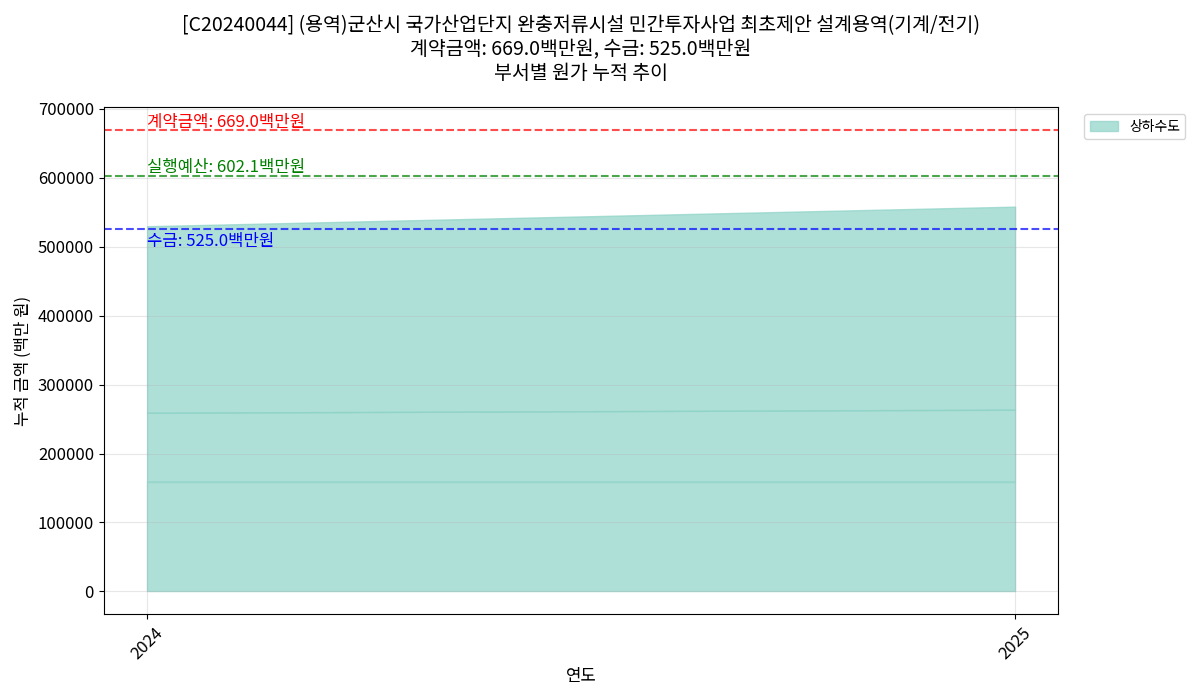 [C20240044] (용역)군산시 국가산업단지 완충저류시설 민간투자사업 최초제안 설계용역(기계/전기)
계약금액: 669.0백만원, 수금: 525.0백만원
부서별 원가 누적 추이
700000
계약금액: 669.0백만원
상하수도
실행예산: 602.1백만원
600000
수금: 525.0백만원
500000
400000
300000
200000
100000
0
누적 금액 (백만 원)
2024
2025
연도